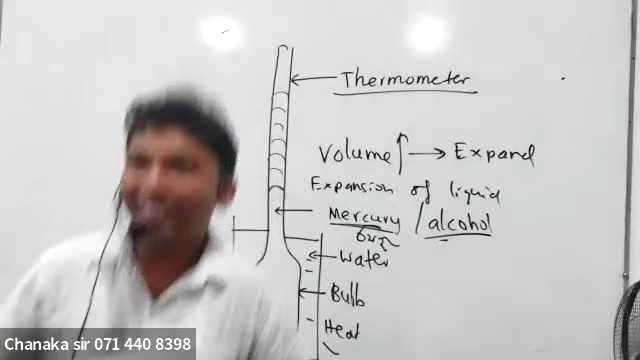 Thermometer
Volume ↑ → Expand
Expansion of liquid
Mercury / alcohol
Water
Bulb
Heat
Chanaka sir 071 440 8398